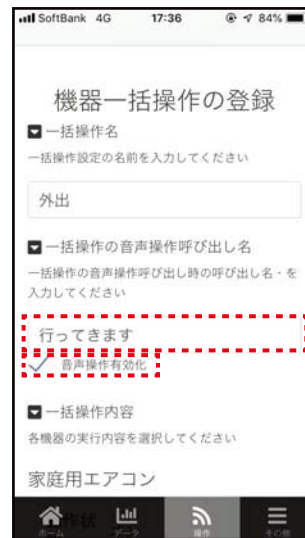 SoftBank 4G 17:36 84%
機器一括操作の登録
一括操作名
一括操作設定の名前を入力してください
外出
一括操作の音声操作呼び出し名
一括操作の音声操作呼び出し時の呼び出し名・を
入力してください
行ってきます
音声操作有効化
一括操作内容
各機器の実行内容を選択してください
家庭用エアコン
作状
ホーム データ 操作 その他